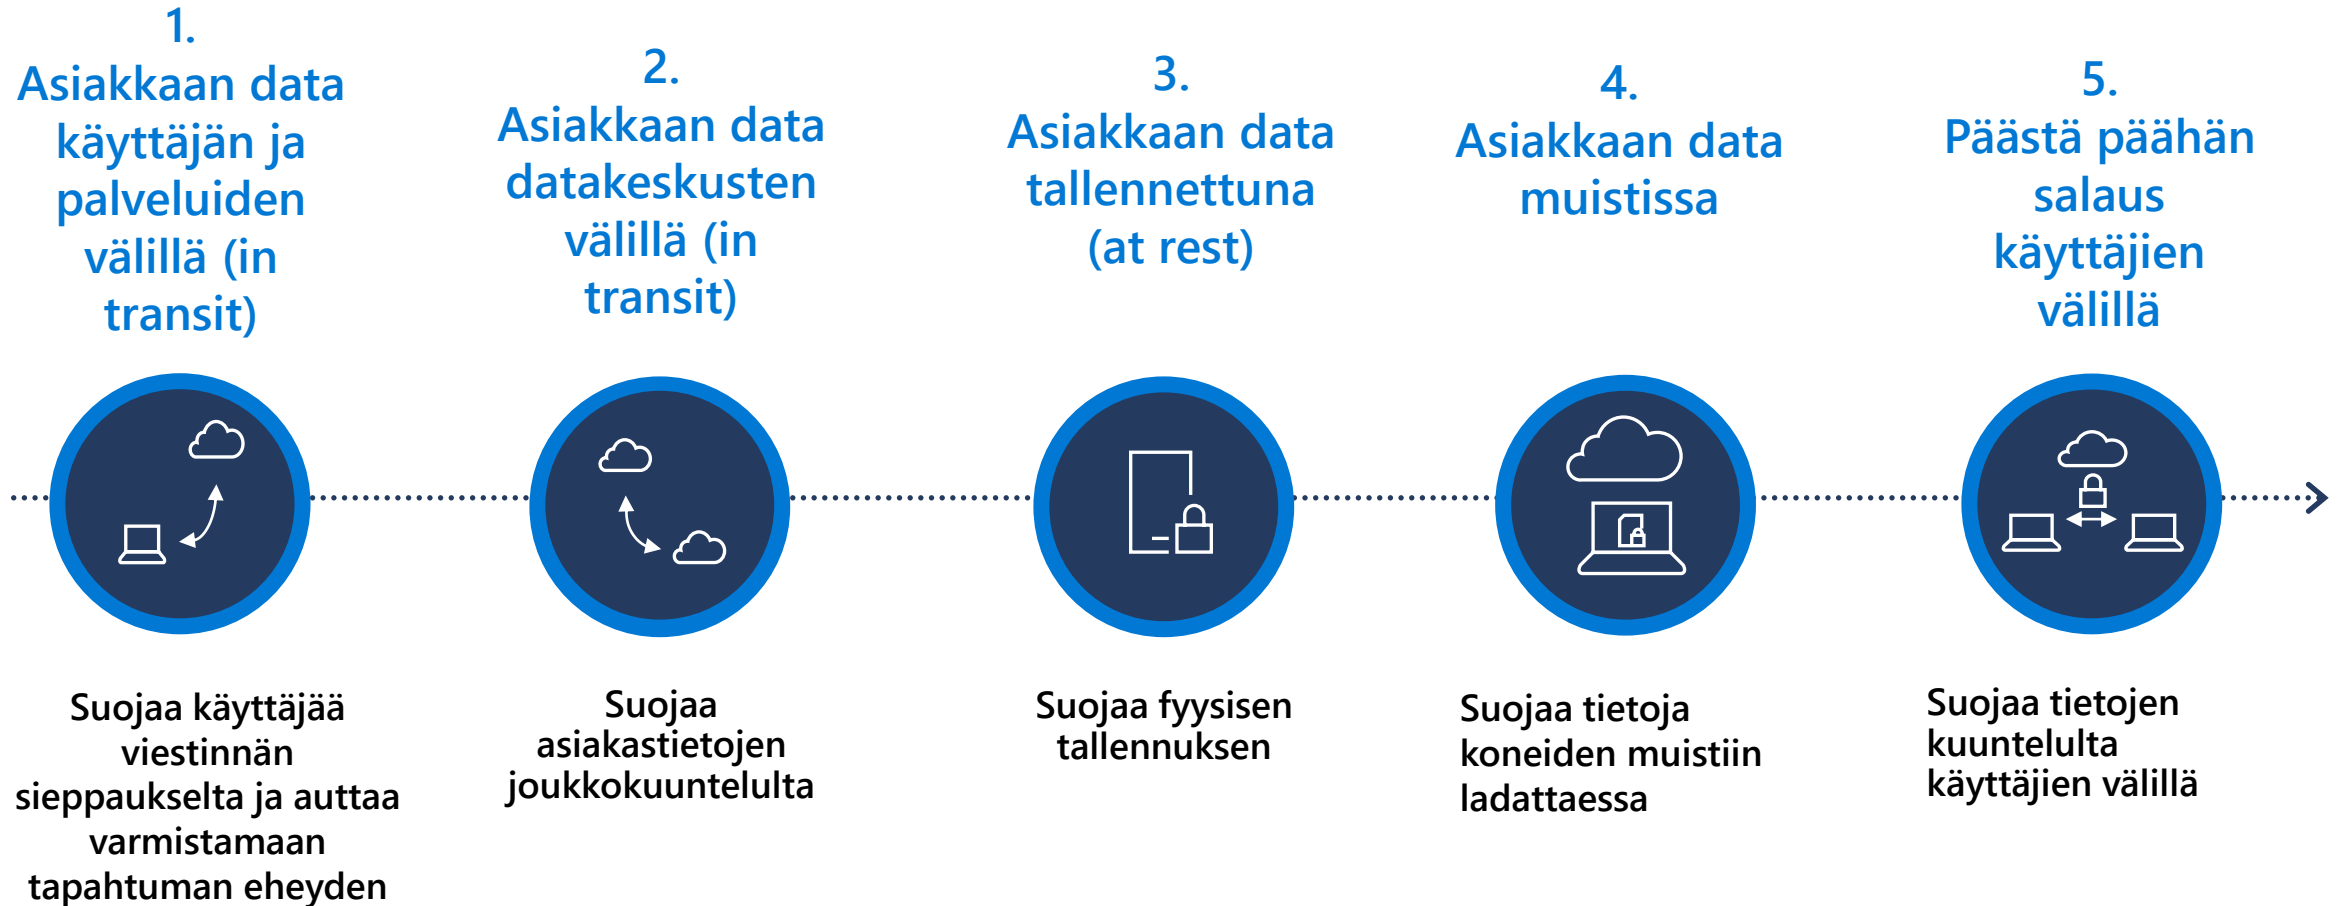 1.
Asiakkaan data
käyttäjän ja
palveluiden
välillä (in
transit)
2.
Asiakkaan data
datakeskusten
välillä (in
transit)
3.
Asiakkaan data
tallennettuna
(at rest)
4.
Asiakkaan data
muistissa
5.
Päästä päähän
salaus
käyttäjien
välillä
Suojaa käyttäjää
viestinnän
sieppaukselta ja auttaa
varmistamaan
tapahtuman eheyden
Suojaa
asiakastietojen
joukkokuuntelulta
Suojaa fyysisen
tallennuksen
Suojaa tietoja
koneiden muistiin
ladattaessa
Suojaa tietojen
kuuntelulta
käyttäjien välillä